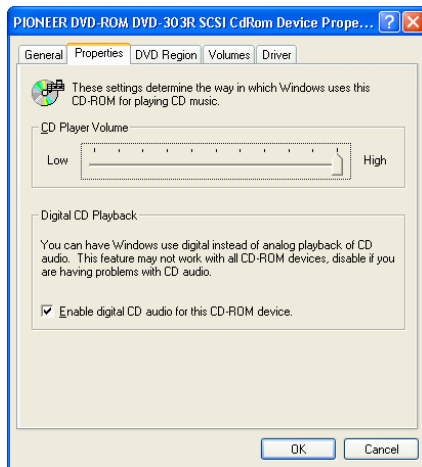 PIONEER DVD-ROM DVD-303R SCSI CdRom Device Prope... ? X
General Properties DVD Region Volumes Driver
These settings determine the way in which Windows uses this
CD-ROM for playing CD music.
CD Player Volume
Low High
Digital CD Playback
You can have Windows use digital instead of analog playback of CD
audio. This feature may not work with all CD-ROM devices, disable if you
are having problems with CD audio.
Enable digital CD audio for this CD-ROM device.
OK Cancel